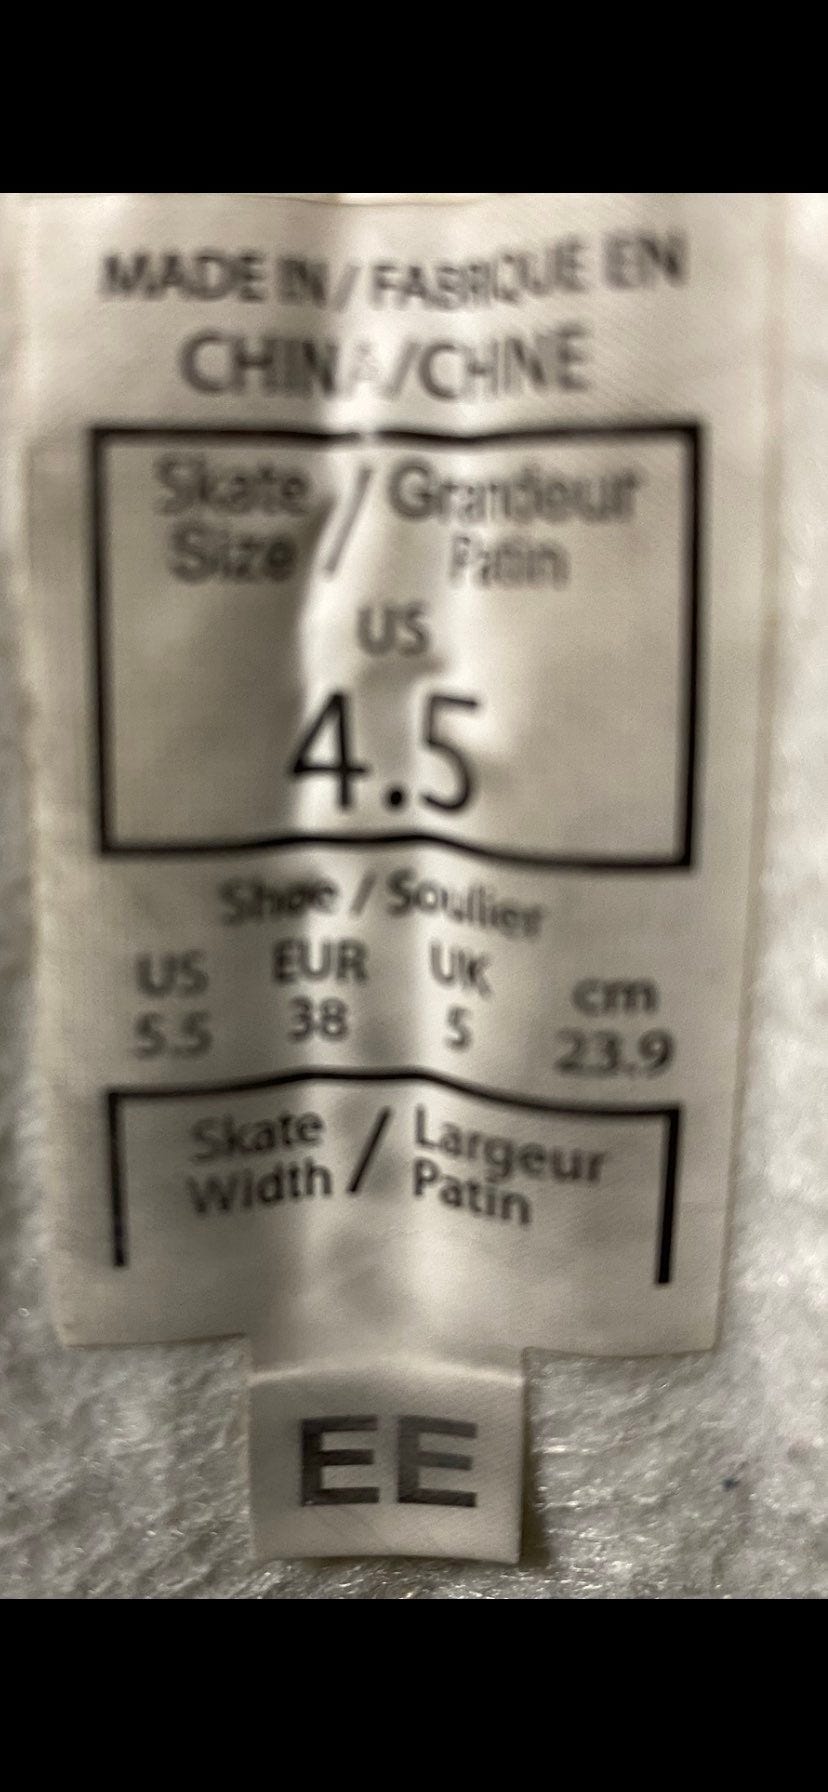 MADE IN / FABRIQUE EN
CHINA / CHINE
Skate / Grandeur
Size Patin
US
4.5
Shoe / Soulier
US EUR UK cm
5.5 38 5 23.9
Skate / Largeur
Width Patin
EE